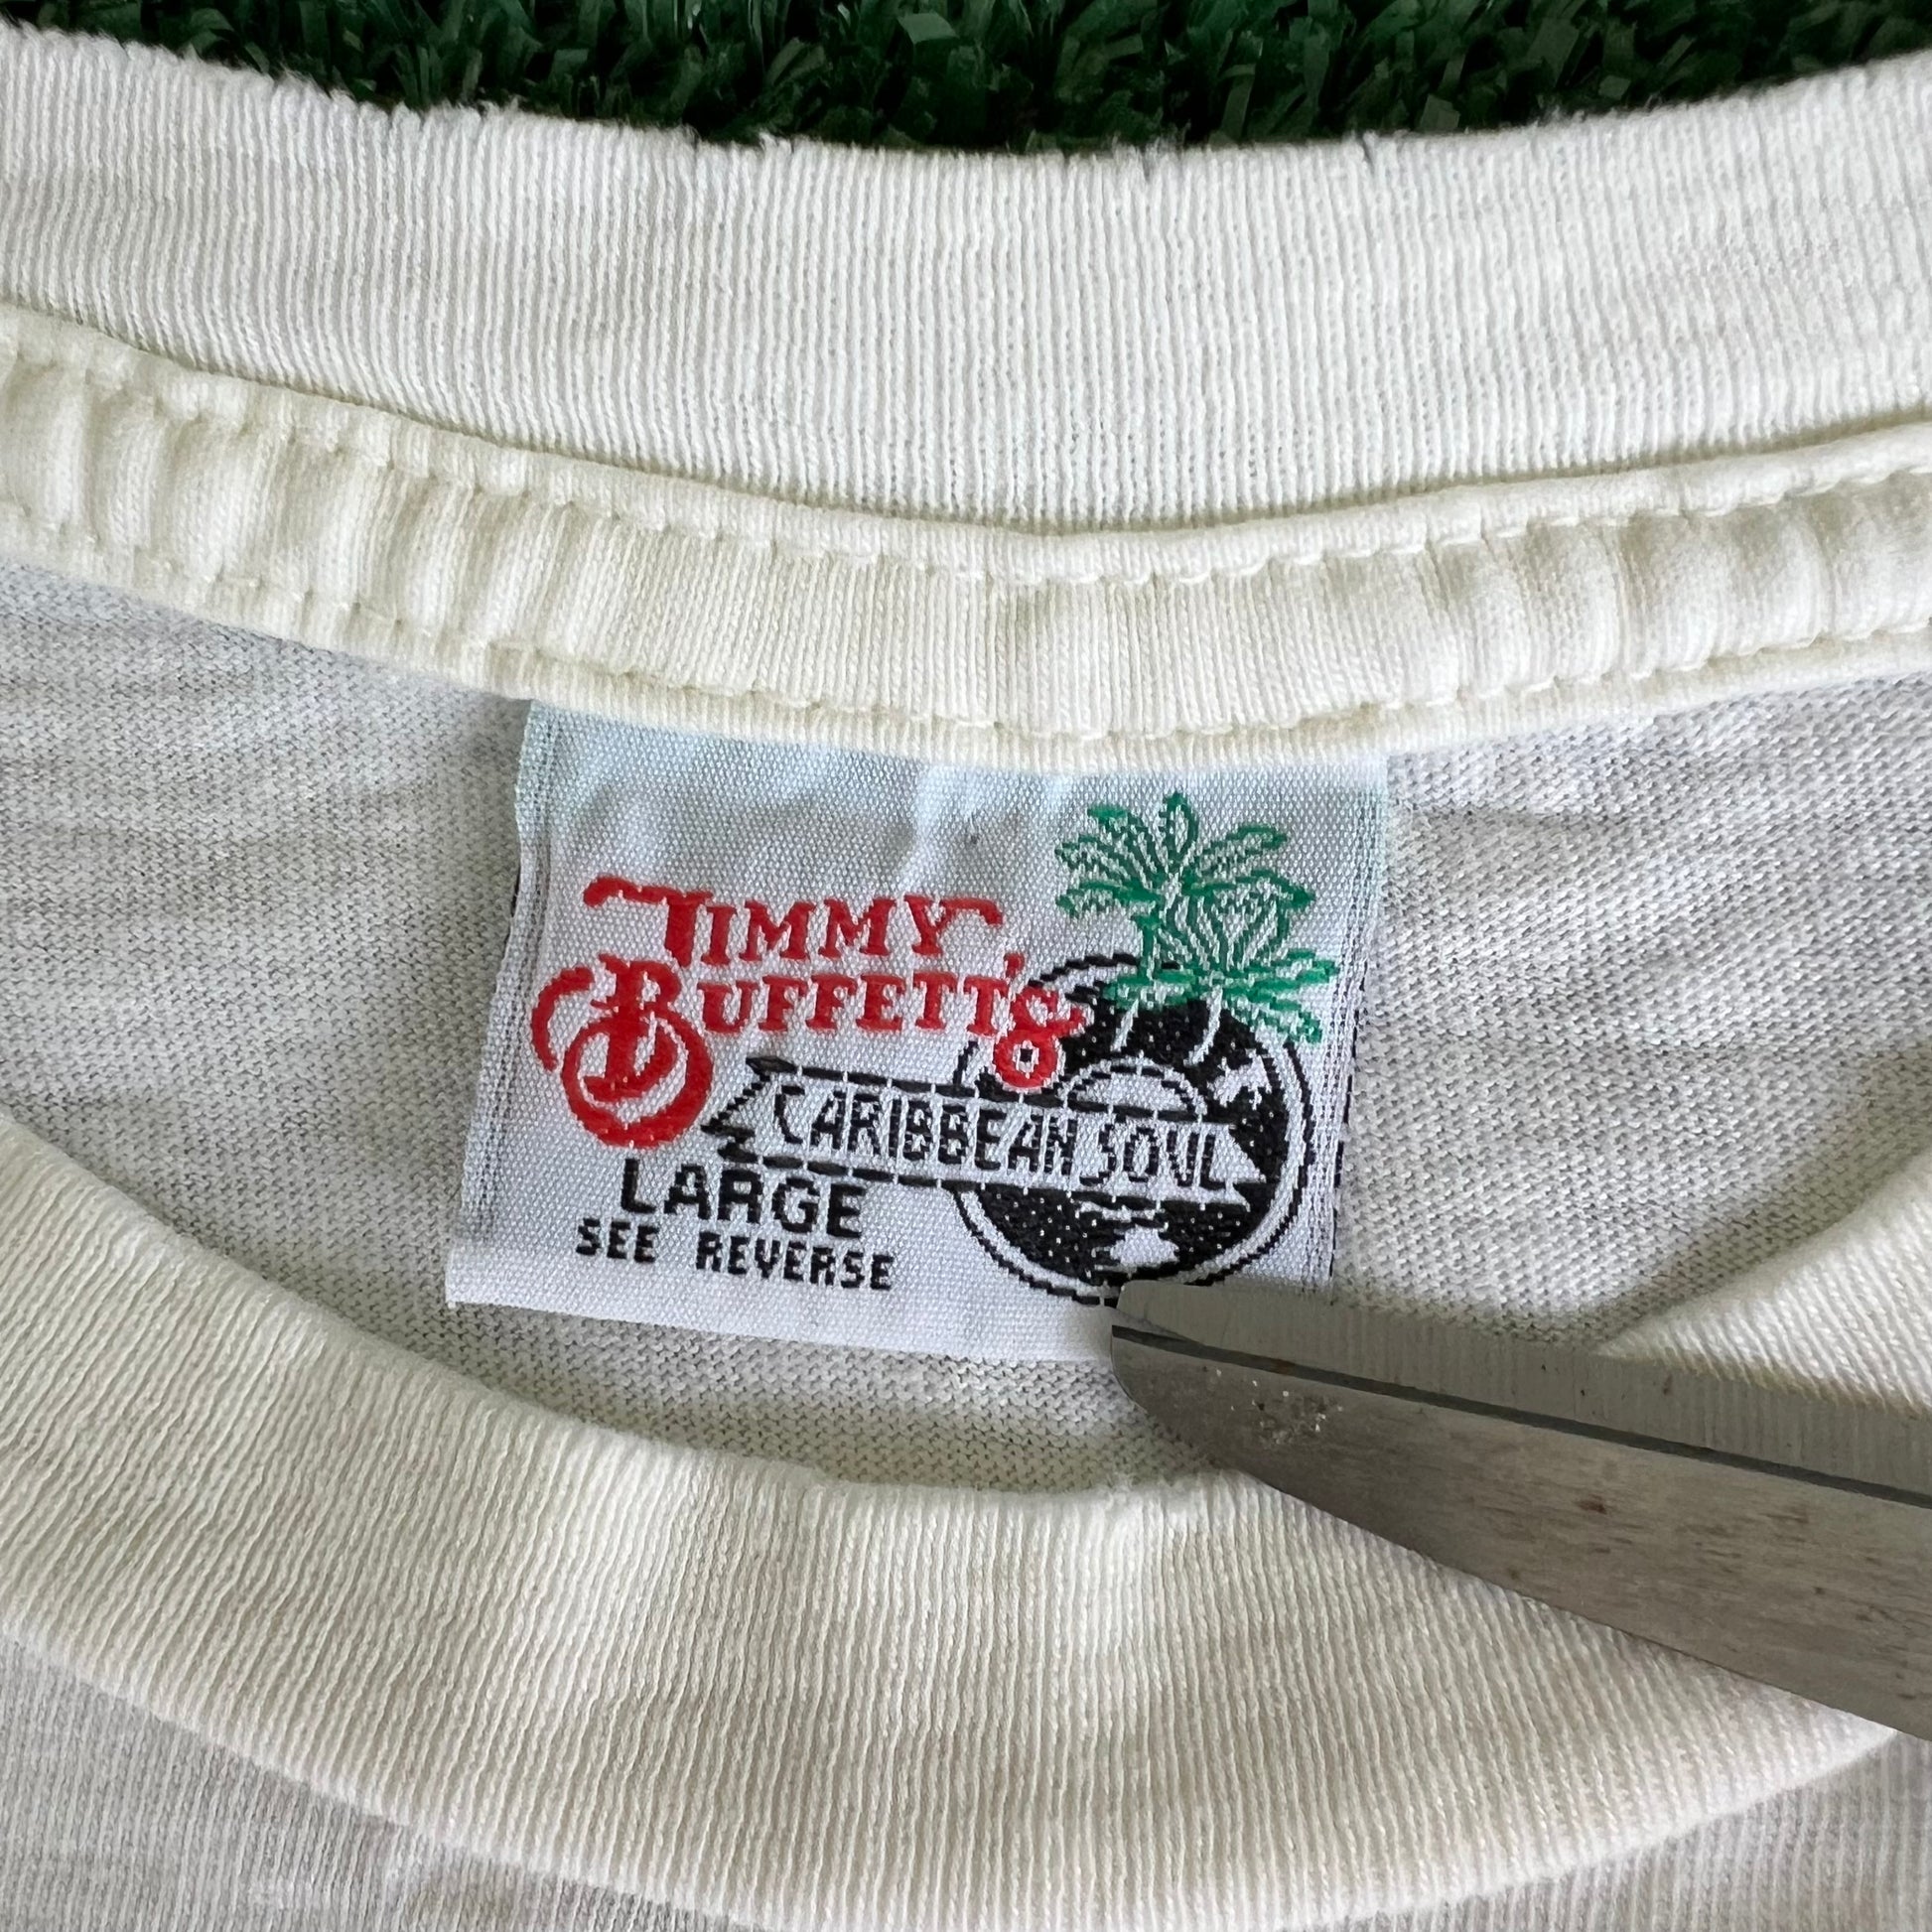 JIMMY
BUFFETT'S
CARIBBEAN SOUL
LARGE
SEE REVERSE